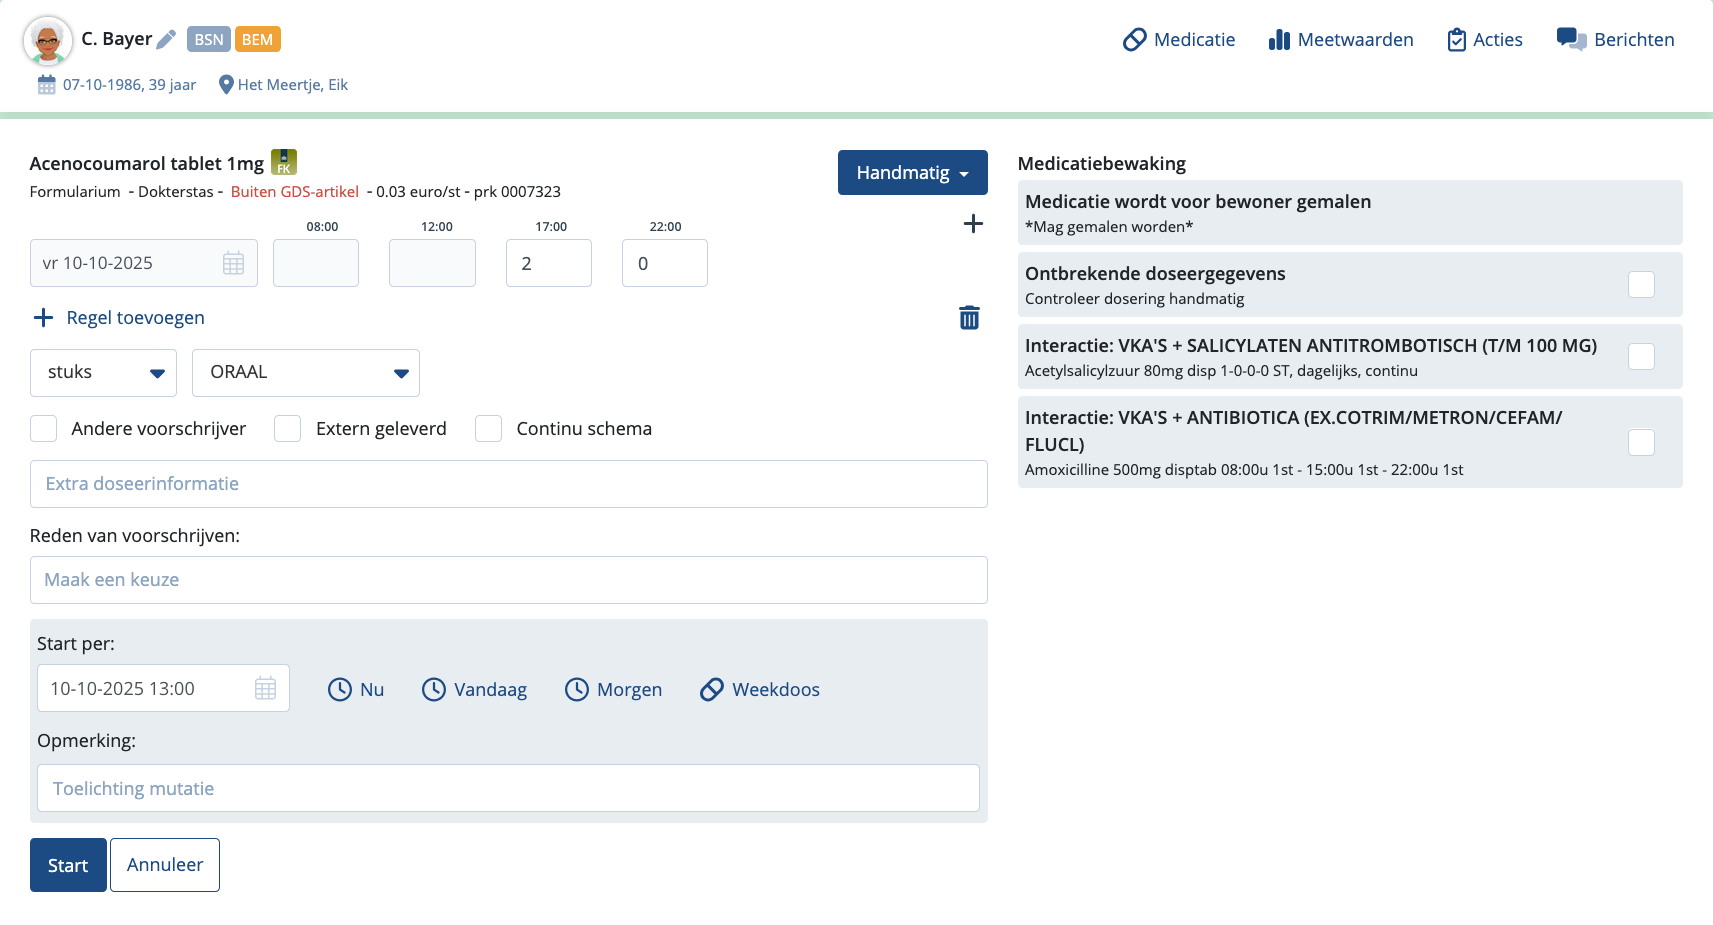 C. Bayer BSN BEM
Medicatie Meetwaarden Acties Berichten
07-10-1986, 39 jaar Het Meertje, Eik
Acenocoumarol tablet 1mg FK
Handmatig
Formularium - Dokterstas - Buiten GDS-artikel - 0.03 euro/st - prk 0007323
08:00 12:00 17:00 22:00
vr 10-10-2025 2 0
Regel toevoegen
stuks ORAAL
Andere voorschrijver Extern geleverd Continu schema
Extra doseerinformatie
Reden van voorschrijven:
Maak een keuze
Start per:
10-10-2025 13:00 Nu Vandaag Morgen Weekdoos
Opmerking:
Toelichting mutatie
Start Annuleer
Medicatiebewaking
Medicatie wordt voor bewoner gemalen
*Mag gemalen worden*
Ontbrekende doseergegevens
Controleer dosering handmatig
Interactie: VKA'S + SALICYLATEN ANTITROMBOTISCH (T/M 100 MG)
Acetylsalicylzuur 80mg disp 1-0-0-0 ST, dagelijks, continu
Interactie: VKA'S + ANTIBIOTICA (EX.COTRIM/METRON/CEFAM/
FLUCL)
Amoxicilline 500mg disptab 08:00u 1st - 15:00u 1st - 22:00u 1st